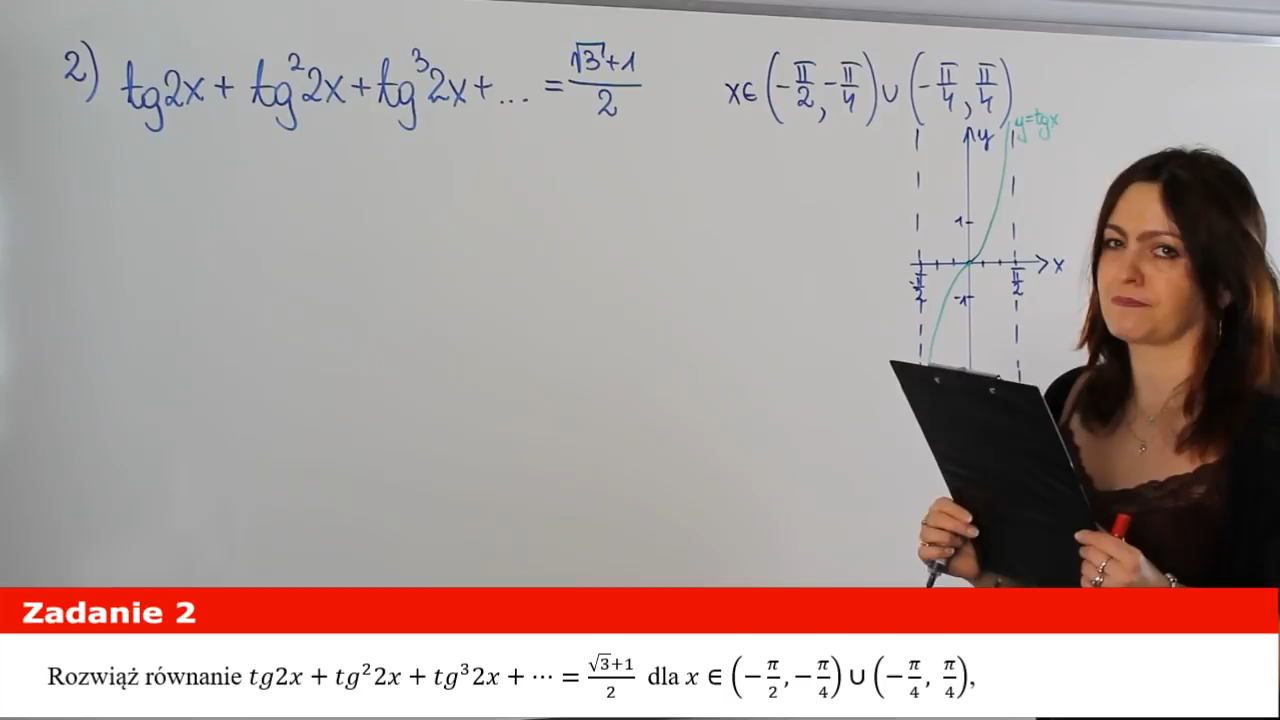 2) tg2x + tg²2x + tg³2x + ... = (√3+1)/2
x∈(-π/2, -π/4) ∪ (-π/4, π/4)
y=tgx
y
1
x
-π/2
π/2
-1
Zadanie 2
Rozwiąż równanie tg2x + tg²2x + tg³2x + ⋯ = (√3+1)/2 dla x ∈ (−π/2, −π/4) ∪ (−π/4, π/4),